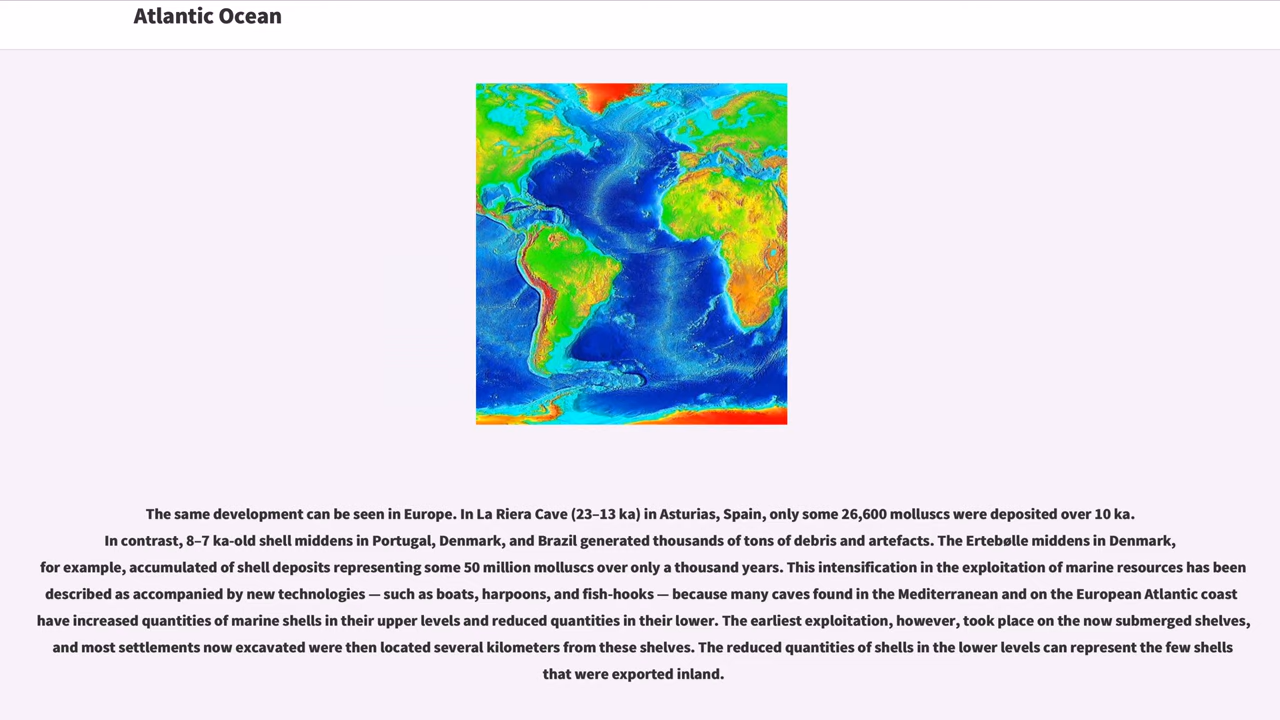 Atlantic Ocean
The same development can be seen in Europe. In La Riera Cave (23–13 ka) in Asturias, Spain, only some 26,600 molluscs were deposited over 10 ka.
In contrast, 8–7 ka-old shell middens in Portugal, Denmark, and Brazil generated thousands of tons of debris and artefacts. The Ertebølle middens in Denmark,
for example, accumulated of shell deposits representing some 50 million molluscs over only a thousand years. This intensification in the exploitation of marine resources has been
described as accompanied by new technologies — such as boats, harpoons, and fish-hooks — because many caves found in the Mediterranean and on the European Atlantic coast
have increased quantities of marine shells in their upper levels and reduced quantities in their lower. The earliest exploitation, however, took place on the now submerged shelves,
and most settlements now excavated were then located several kilometers from these shelves. The reduced quantities of shells in the lower levels can represent the few shells
that were exported inland.